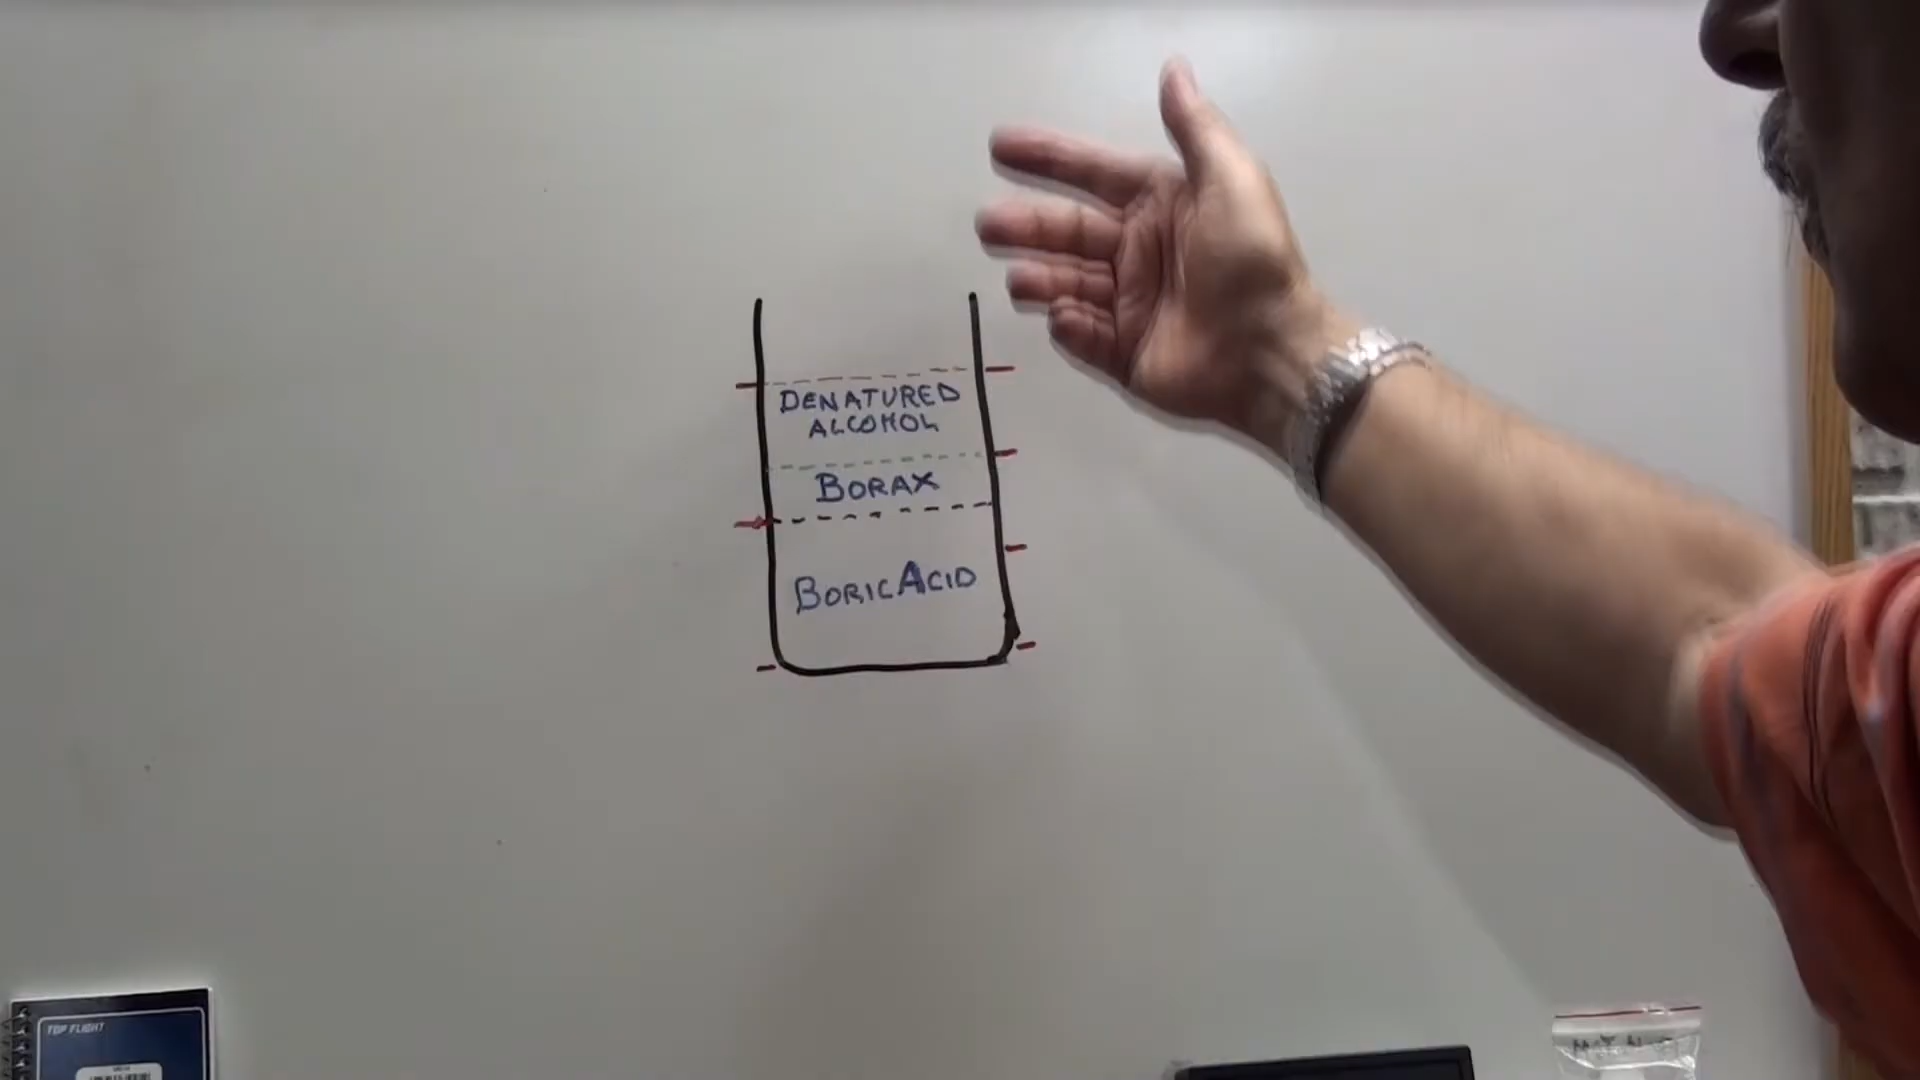 DENATURED
ALCOHOL
BORAX
BORIC ACID
TOP FLIGHT